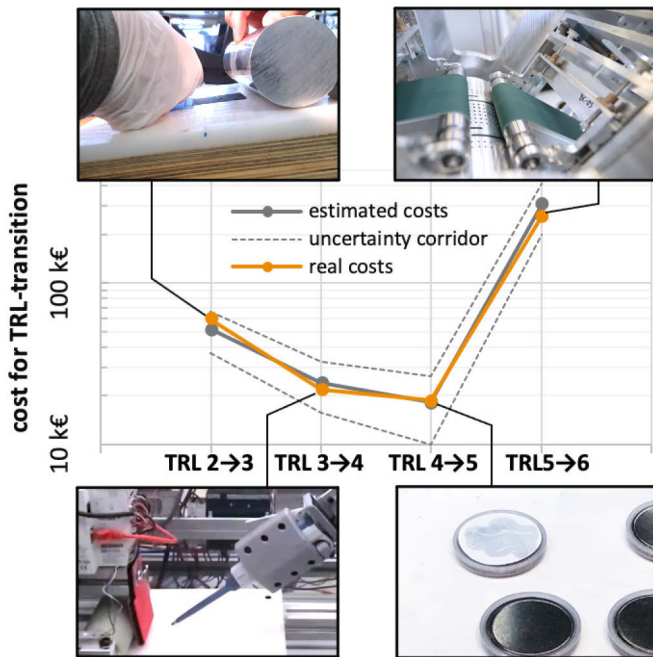 estimated costs
uncertainty corridor
real costs
cost for TRL-transition
100 k€
10 k€
TRL 2→3
TRL 3→4
TRL 4→5
TRL5→6